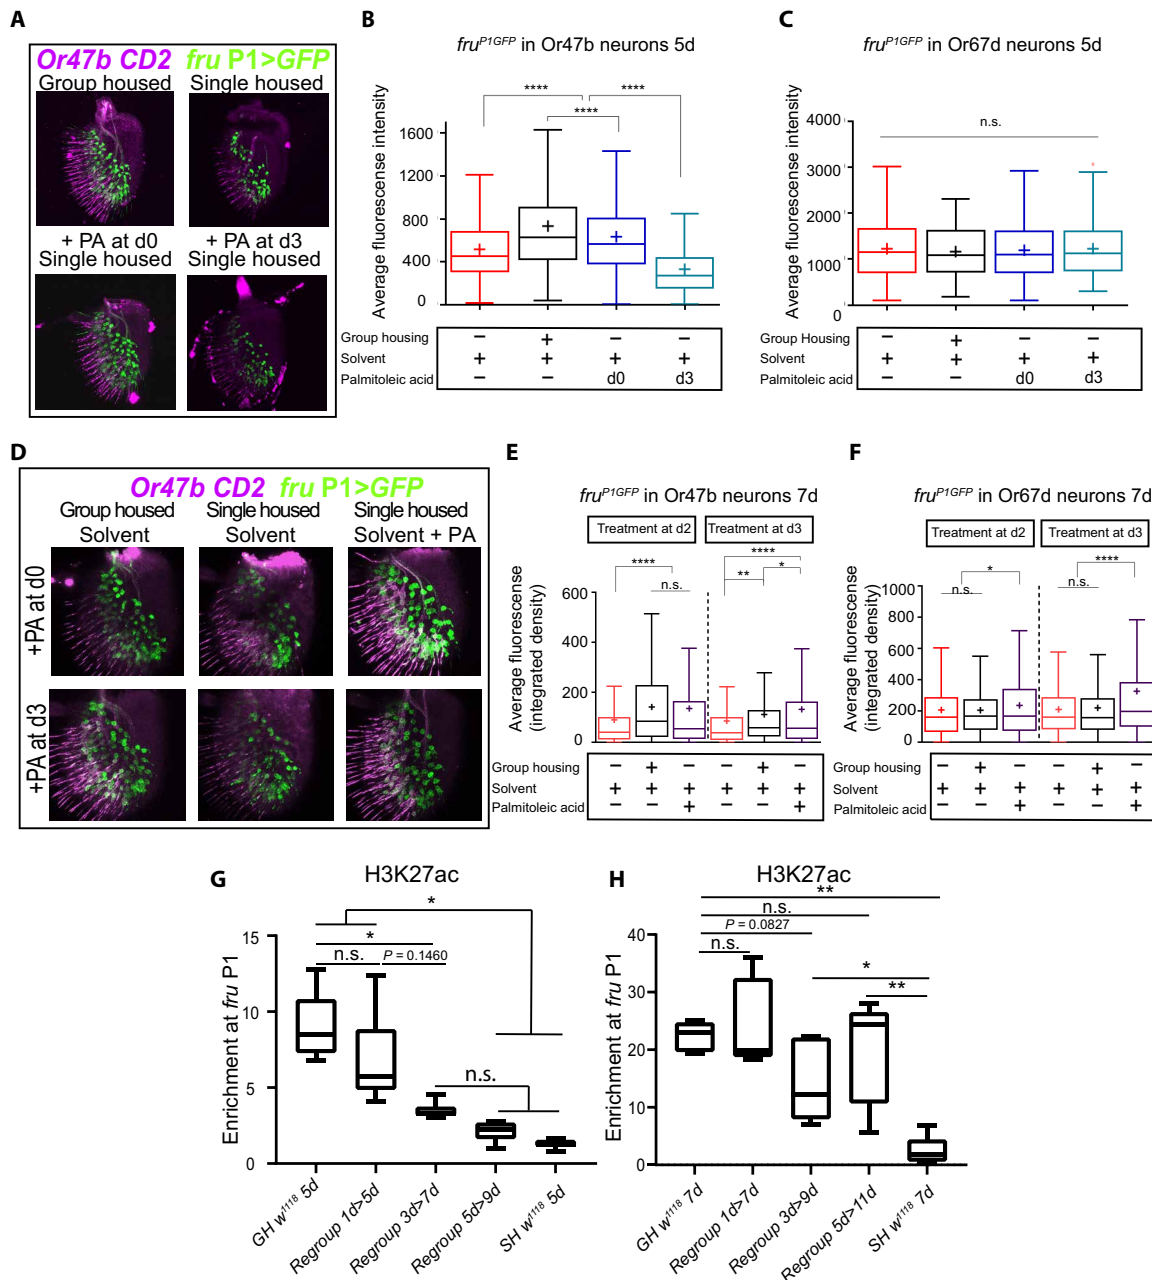 A
Or47b CD2 fru P1>GFP
Group housed Single housed
+ PA at d0 + PA at d3
Single housed Single housed
B
fruP1GFP in Or47b neurons 5d
Average fluorescense intensity
1600
1200
800
400
0
**** ****
****
Group housing − + − −
Solvent + + + +
Palmitoleic acid − − d0 d3
C
fruP1GFP in Or67d neurons 5d
Average fluorescense intensity
4000
3000
2000
1000
0
n.s.
Group Housing − + − −
Solvent + + + +
Palmitoleic acid − − d0 d3
D
Or47b CD2 fru P1>GFP
Group housed Single housed Single housed
Solvent Solvent Solvent + PA
+PA at d0
+PA at d3
E
fruP1GFP in Or47b neurons 7d
Treatment at d2 Treatment at d3
**** ****
** *
n.s.
Average fluorescense
(integrated density)
600
400
200
0
Group housing − + − − + −
Solvent + + + + + +
Palmitoleic acid − − + − − +
F
fruP1GFP in Or67d neurons 7d
Treatment at d2 Treatment at d3
* ****
n.s. n.s.
Average fluorescense
(integrated density)
1000
800
600
400
200
0
Group housing − + − − + −
Solvent + + + + + +
Palmitoleic acid − − + − − +
G
H3K27ac
*
*
n.s. P = 0.1460
n.s.
Enrichment at fru P1
15
10
5
0
GH w1118 5d
Regroup 1d>5d
Regroup 3d>7d
Regroup 5d>9d
SH w1118 5d
H
H3K27ac
**
n.s.
P = 0.0827
n.s.
*
**
Enrichment at fru P1
40
30
20
10
0
GH w1118 7d
Regroup 1d>7d
Regroup 3d>9d
Regroup 5d>11d
SH w1118 7d